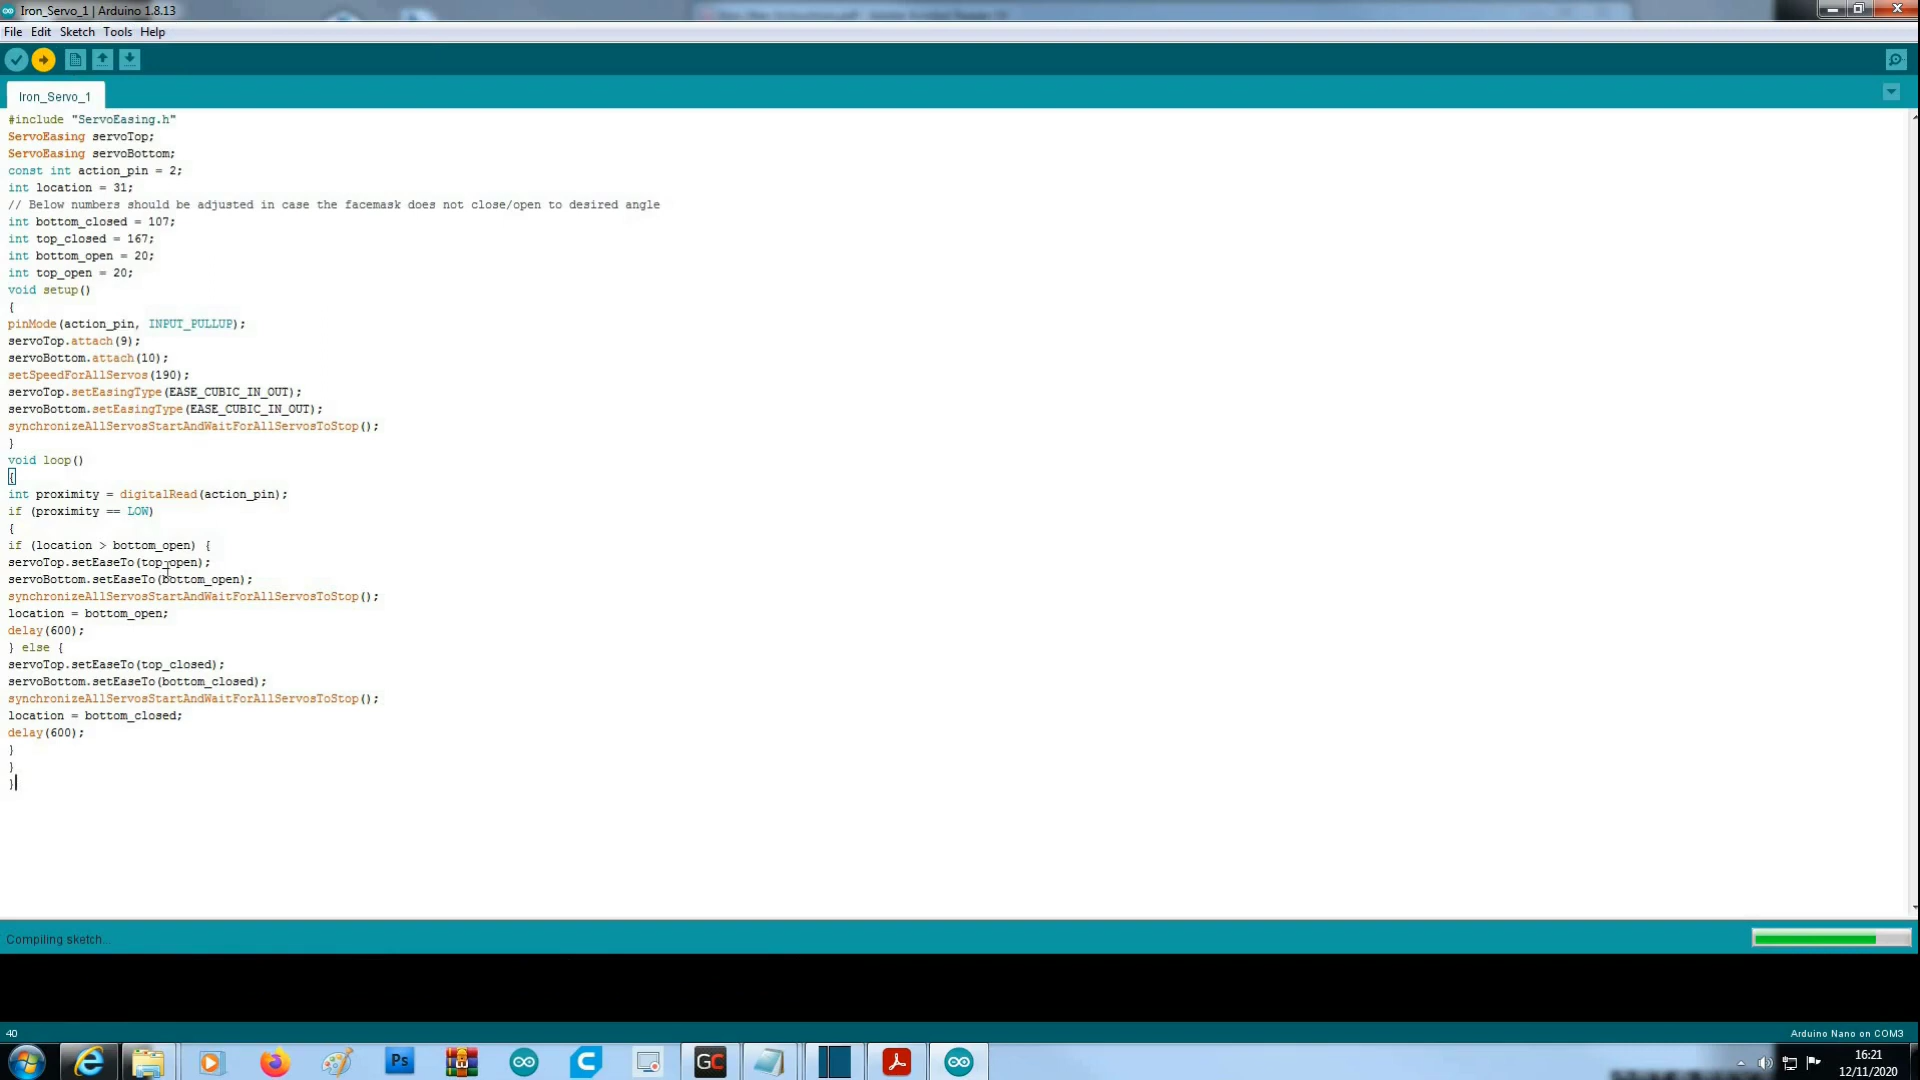 Iron_Servo_1 | Arduino 1.8.13
File Edit Sketch Tools Help
Iron_Servo_1
#include "ServoEasing.h"
ServoEasing servoTop;
ServoEasing servoBottom;
const int action_pin = 2;
int location = 31;
// Below numbers should be adjusted in case the facemask does not close/open to desired angle
int bottom_closed = 107;
int top_closed = 167;
int bottom_open = 20;
int top_open = 20;
void setup()
{
pinMode(action_pin, INPUT_PULLUP);
servoTop.attach(9);
servoBottom.attach(10);
setSpeedForAllServos(190);
servoTop.setEasingType(EASE_CUBIC_IN_OUT);
servoBottom.setEasingType(EASE_CUBIC_IN_OUT);
synchronizeAllServosStartAndWaitForAllServosToStop();
}
void loop()
{
int proximity = digitalRead(action_pin);
if (proximity == LOW)
{
if (location > bottom_open) {
servoTop.setEaseTo(top_open);
servoBottom.setEaseTo(bottom_open);
synchronizeAllServosStartAndWaitForAllServosToStop();
location = bottom_open;
delay(600);
} else {
servoTop.setEaseTo(top_closed);
servoBottom.setEaseTo(bottom_closed);
synchronizeAllServosStartAndWaitForAllServosToStop();
location = bottom_closed;
delay(600);
}
}
}
Compiling sketch...
40
Arduino Nano on COM3
Ps
GC
16:21
12/11/2020